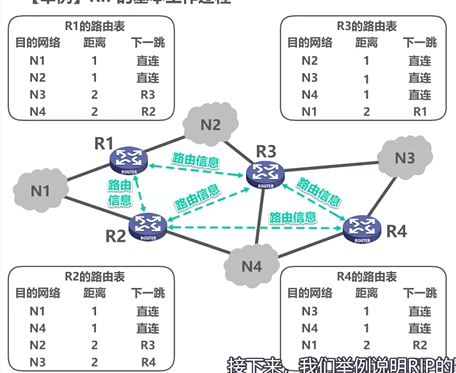 【举例】RIP的基本工作过程
R1的路由表
目的网络 距离 下一跳
N1 1 直连
N2 1 直连
N3 2 R3
N4 2 R2
R3的路由表
目的网络 距离 下一跳
N2 1 直连
N3 1 直连
N4 1 直连
N1 2 R1
R1
N2
R3
N3
N1
R2
N4
R4
路由信息
路由
信息
路由信息
路由信息
路由信息
ROUTER
ROUTER
ROUTER
ROUTER
R2的路由表
目的网络 距离 下一跳
N1 1 直连
N4 1 直连
N2 2 R3
N3 2 R4
R4的路由表
目的网络 距离 下一跳
N3 1 直连
N4 1 直连
N2 2 R3
N1 2 R2
接下来，我们举例说明RIP的